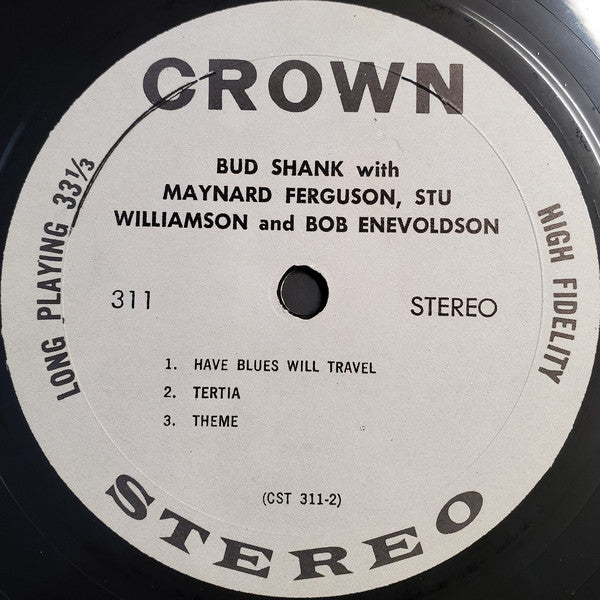 CROWN
BUD SHANK with
MAYNARD FERGUSON, STU
WILLIAMSON and BOB ENEVOLDSON
LONG PLAYING 33⅓
HIGH FIDELITY
311
STEREO
1. HAVE BLUES WILL TRAVEL
2. TERTIA
3. THEME
(CST 311-2)
STEREO